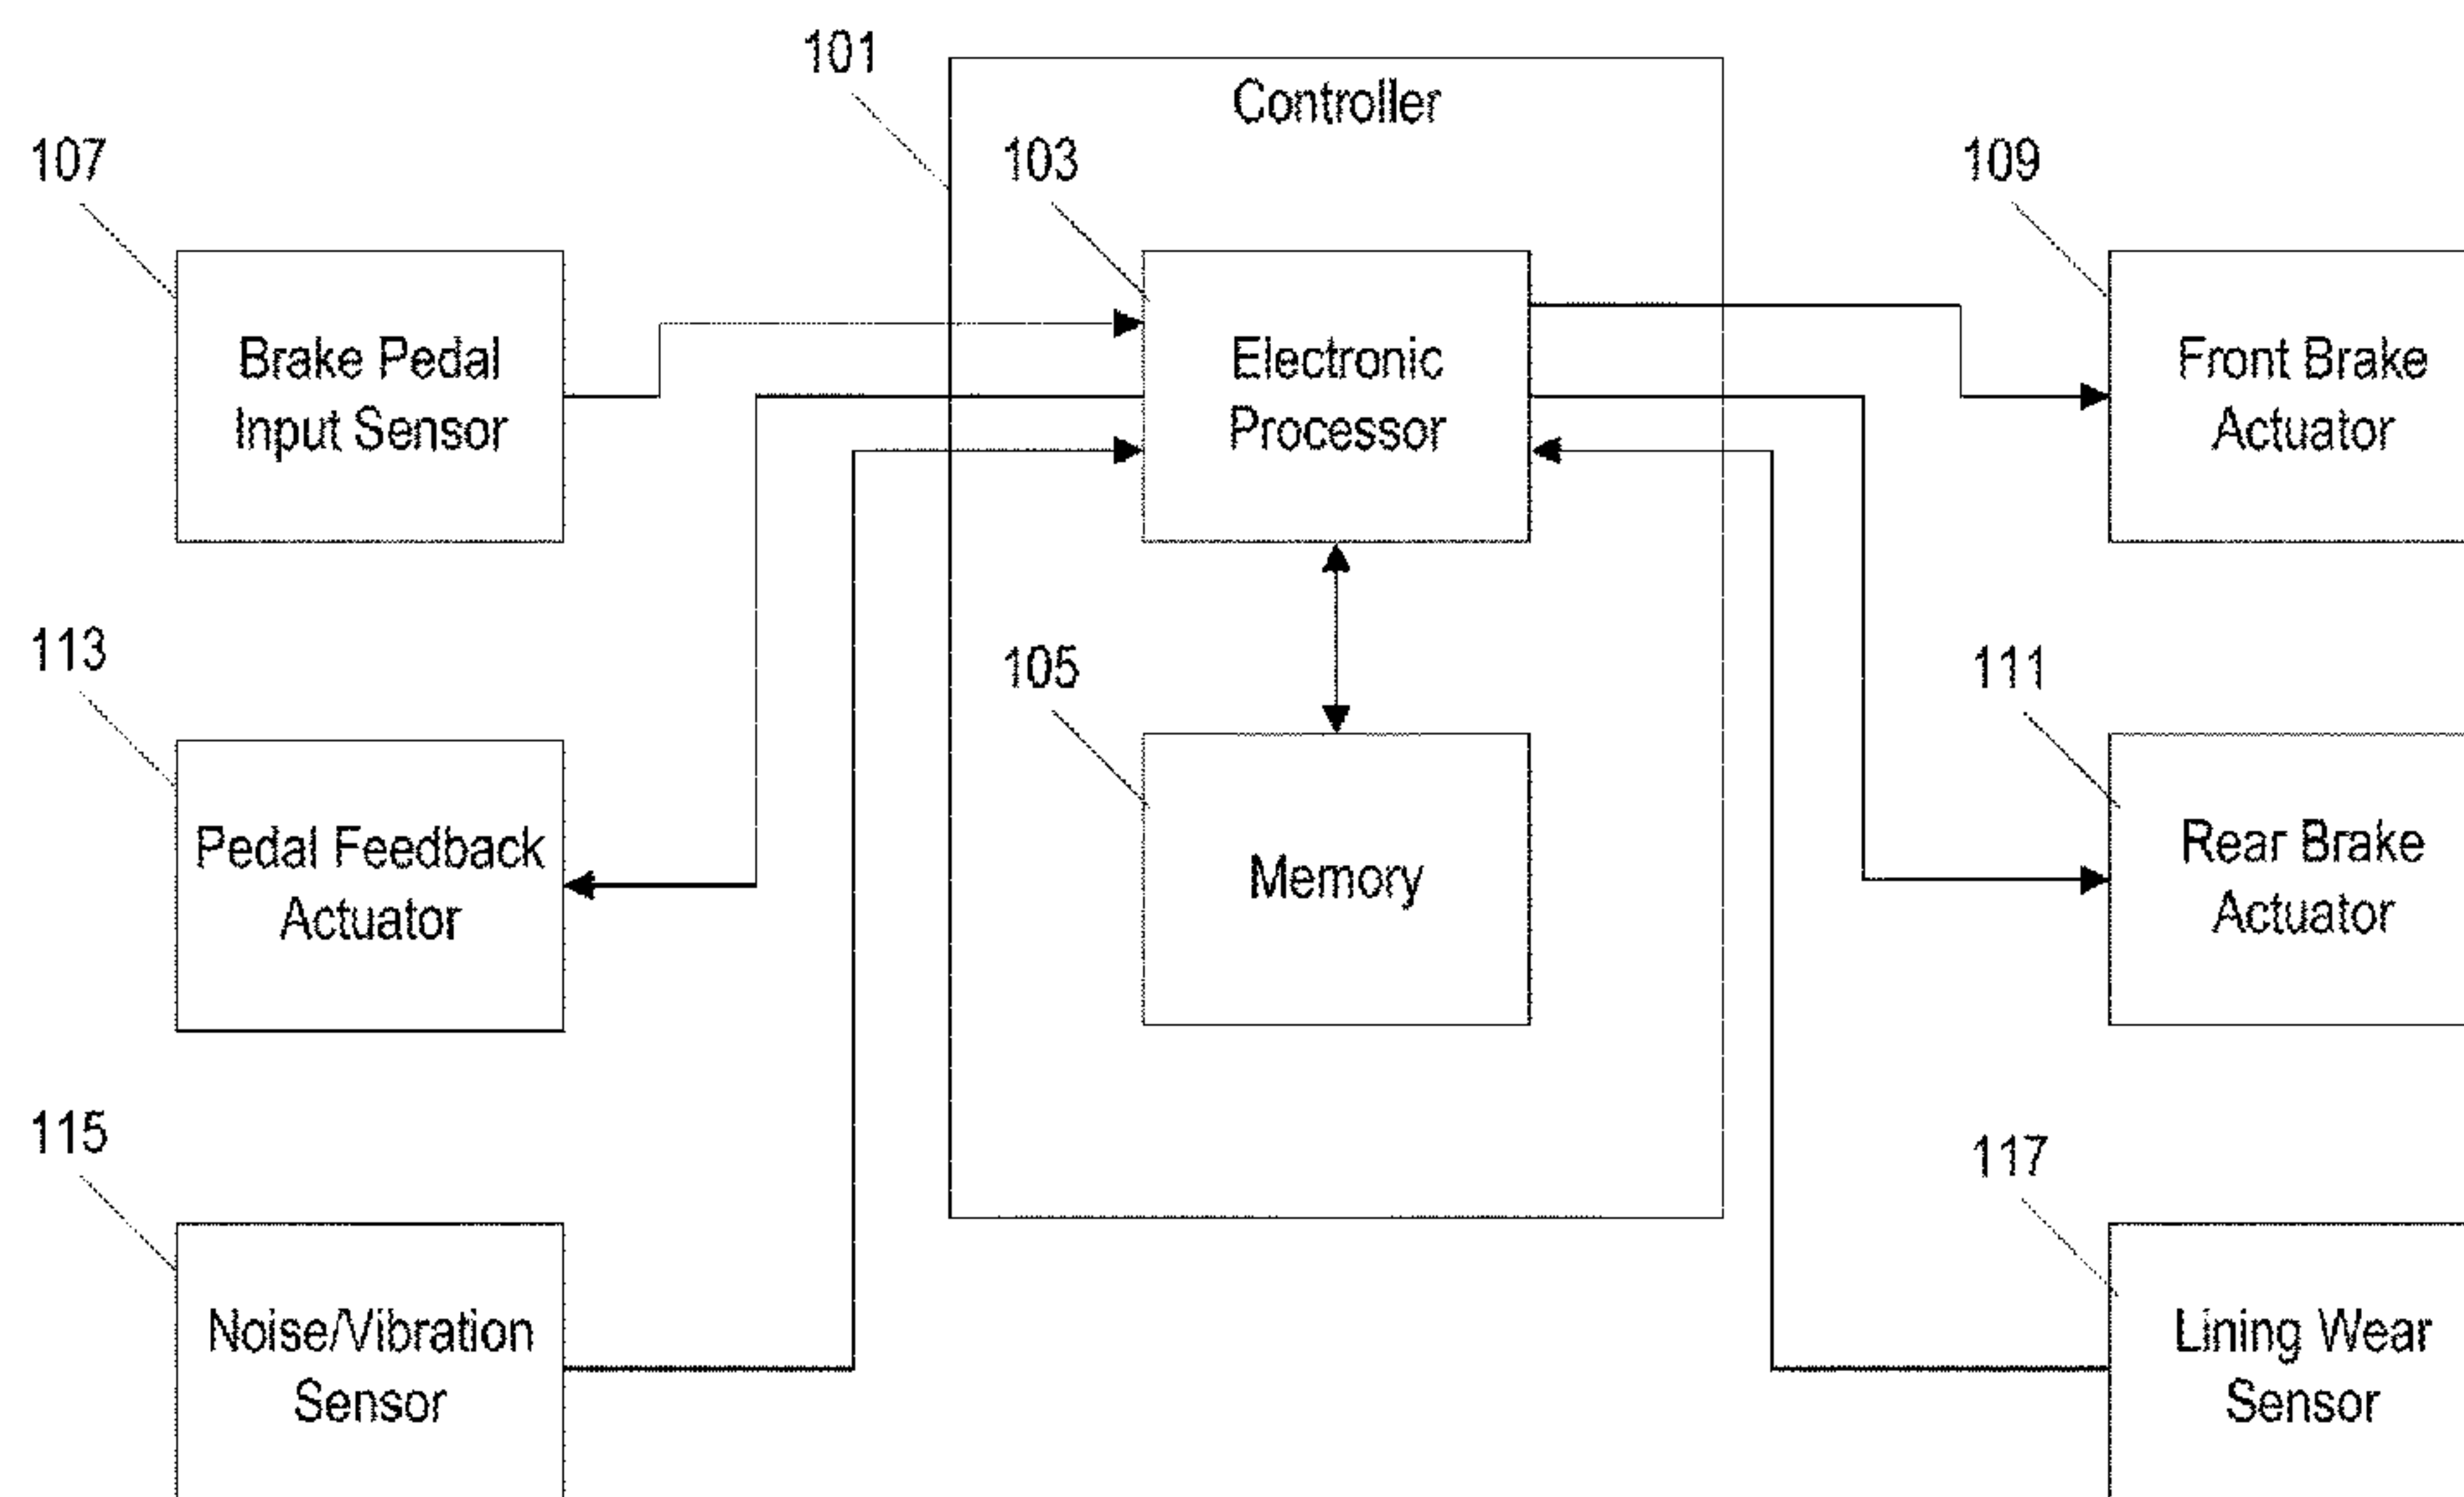 101
Controller
107
103
109
Brake Pedal
Input Sensor
Electronic
Processor
Front Brake
Actuator
113
105
111
Pedal Feedback
Actuator
Memory
Rear Brake
Actuator
115
117
Noise/Vibration
Sensor
Lining Wear
Sensor